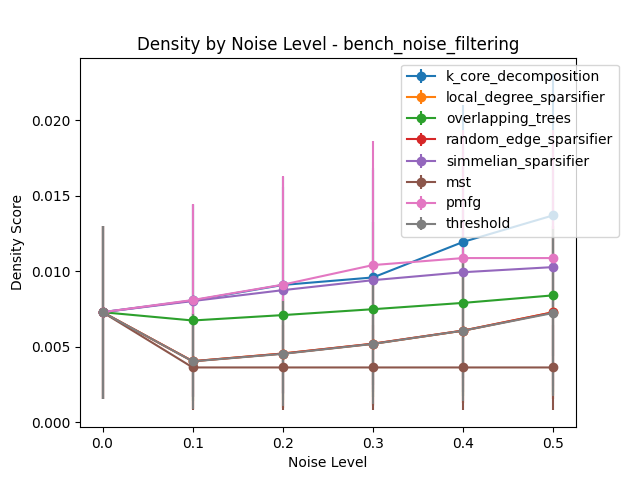 Density by Noise Level - bench_noise_filtering
k_core_decomposition
local_degree_sparsifier
overlapping_trees
random_edge_sparsifier
simmelian_sparsifier
mst
pmfg
threshold
Density Score
0.020
0.015
0.010
0.005
0.000
0.0 0.1 0.2 0.3 0.4 0.5
Noise Level